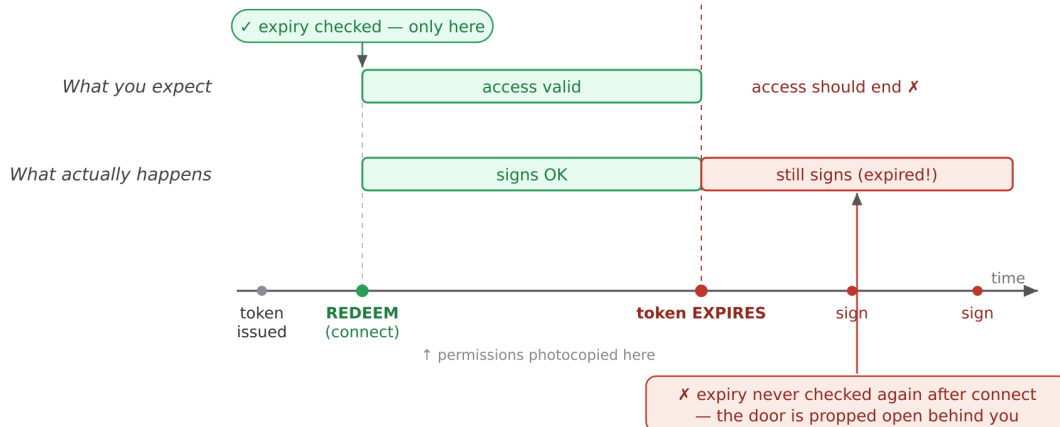 ✓ expiry checked — only here
What you expect
access valid
access should end ✗
What actually happens
signs OK
still signs (expired!)
time
token
issued
REDEEM
(connect)
token EXPIRES
sign
sign
↑ permissions photocopied here
✗ expiry never checked again after connect
— the door is propped open behind you